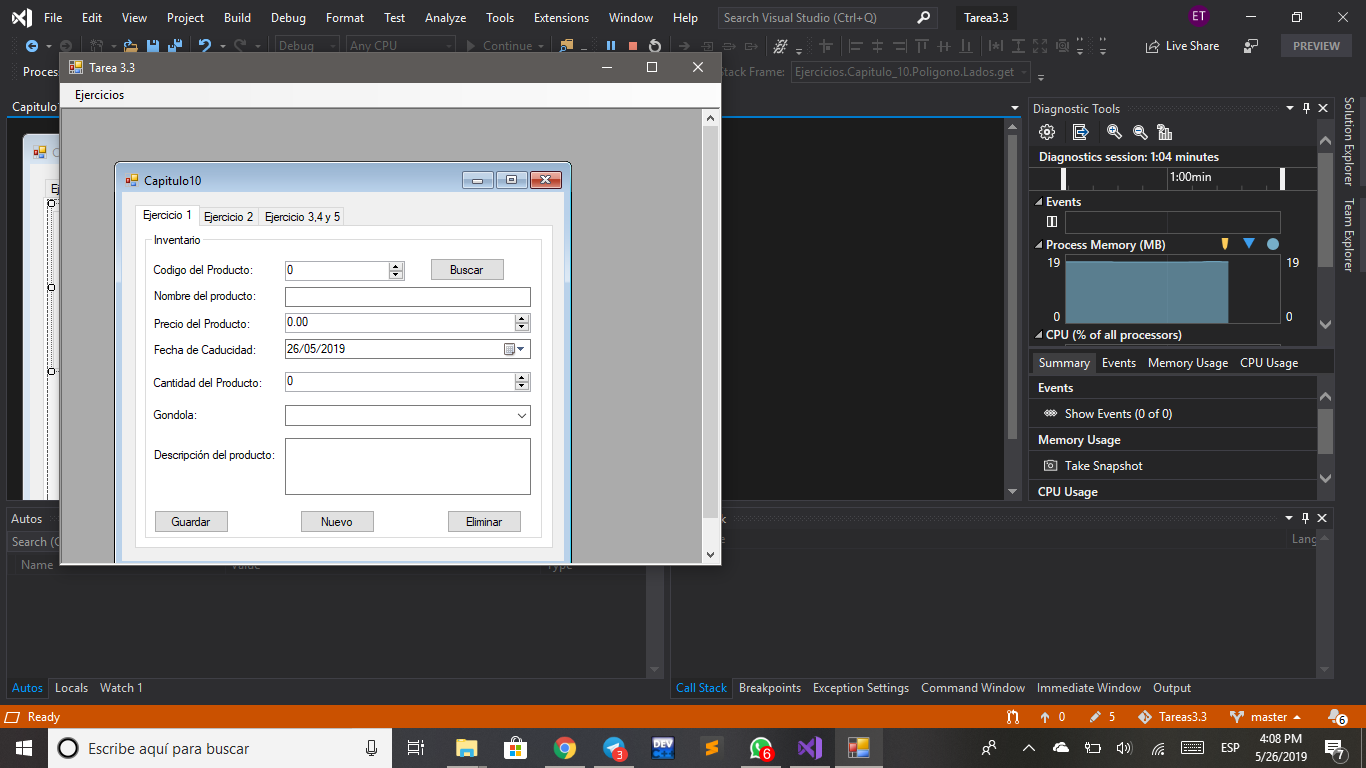 File Edit View Project Build Debug Format Test Analyze Tools Extensions Window Help Search Visual Studio (Ctrl+Q) Tarea3.3 ET
Debug Any CPU Continue Live Share PREVIEW
Tarea 3.3
Stack Frame: Ejercicios.Capitulo_10.Poligono.Lados.get
Ejercicios
Capitulo10
Ejercicio 1 Ejercicio 2 Ejercicio 3,4 y 5
Inventario
Codigo del Producto: 0 Buscar
Nombre del producto:
Precio del Producto: 0.00
Fecha de Caducidad: 26/05/2019
Cantidad del Producto: 0
Gondola:
Descripción del producto:
Guardar Nuevo Eliminar
Diagnostic Tools
Diagnostics session: 1:04 minutes
1:00min
Events
Process Memory (MB)
19 19
0 0
CPU (% of all processors)
Summary Events Memory Usage CPU Usage
Events
Show Events (0 of 0)
Memory Usage
Take Snapshot
CPU Usage
Solution Explorer
Team Explorer
Autos
Name Value Type
Autos Locals Watch 1
Call Stack Breakpoints Exception Settings Command Window Immediate Window Output
Ready 0 5 Tareas3.3 master 6
Escribe aquí para buscar 3 DEV 6 ESP 4:08 PM
5/26/2019 7